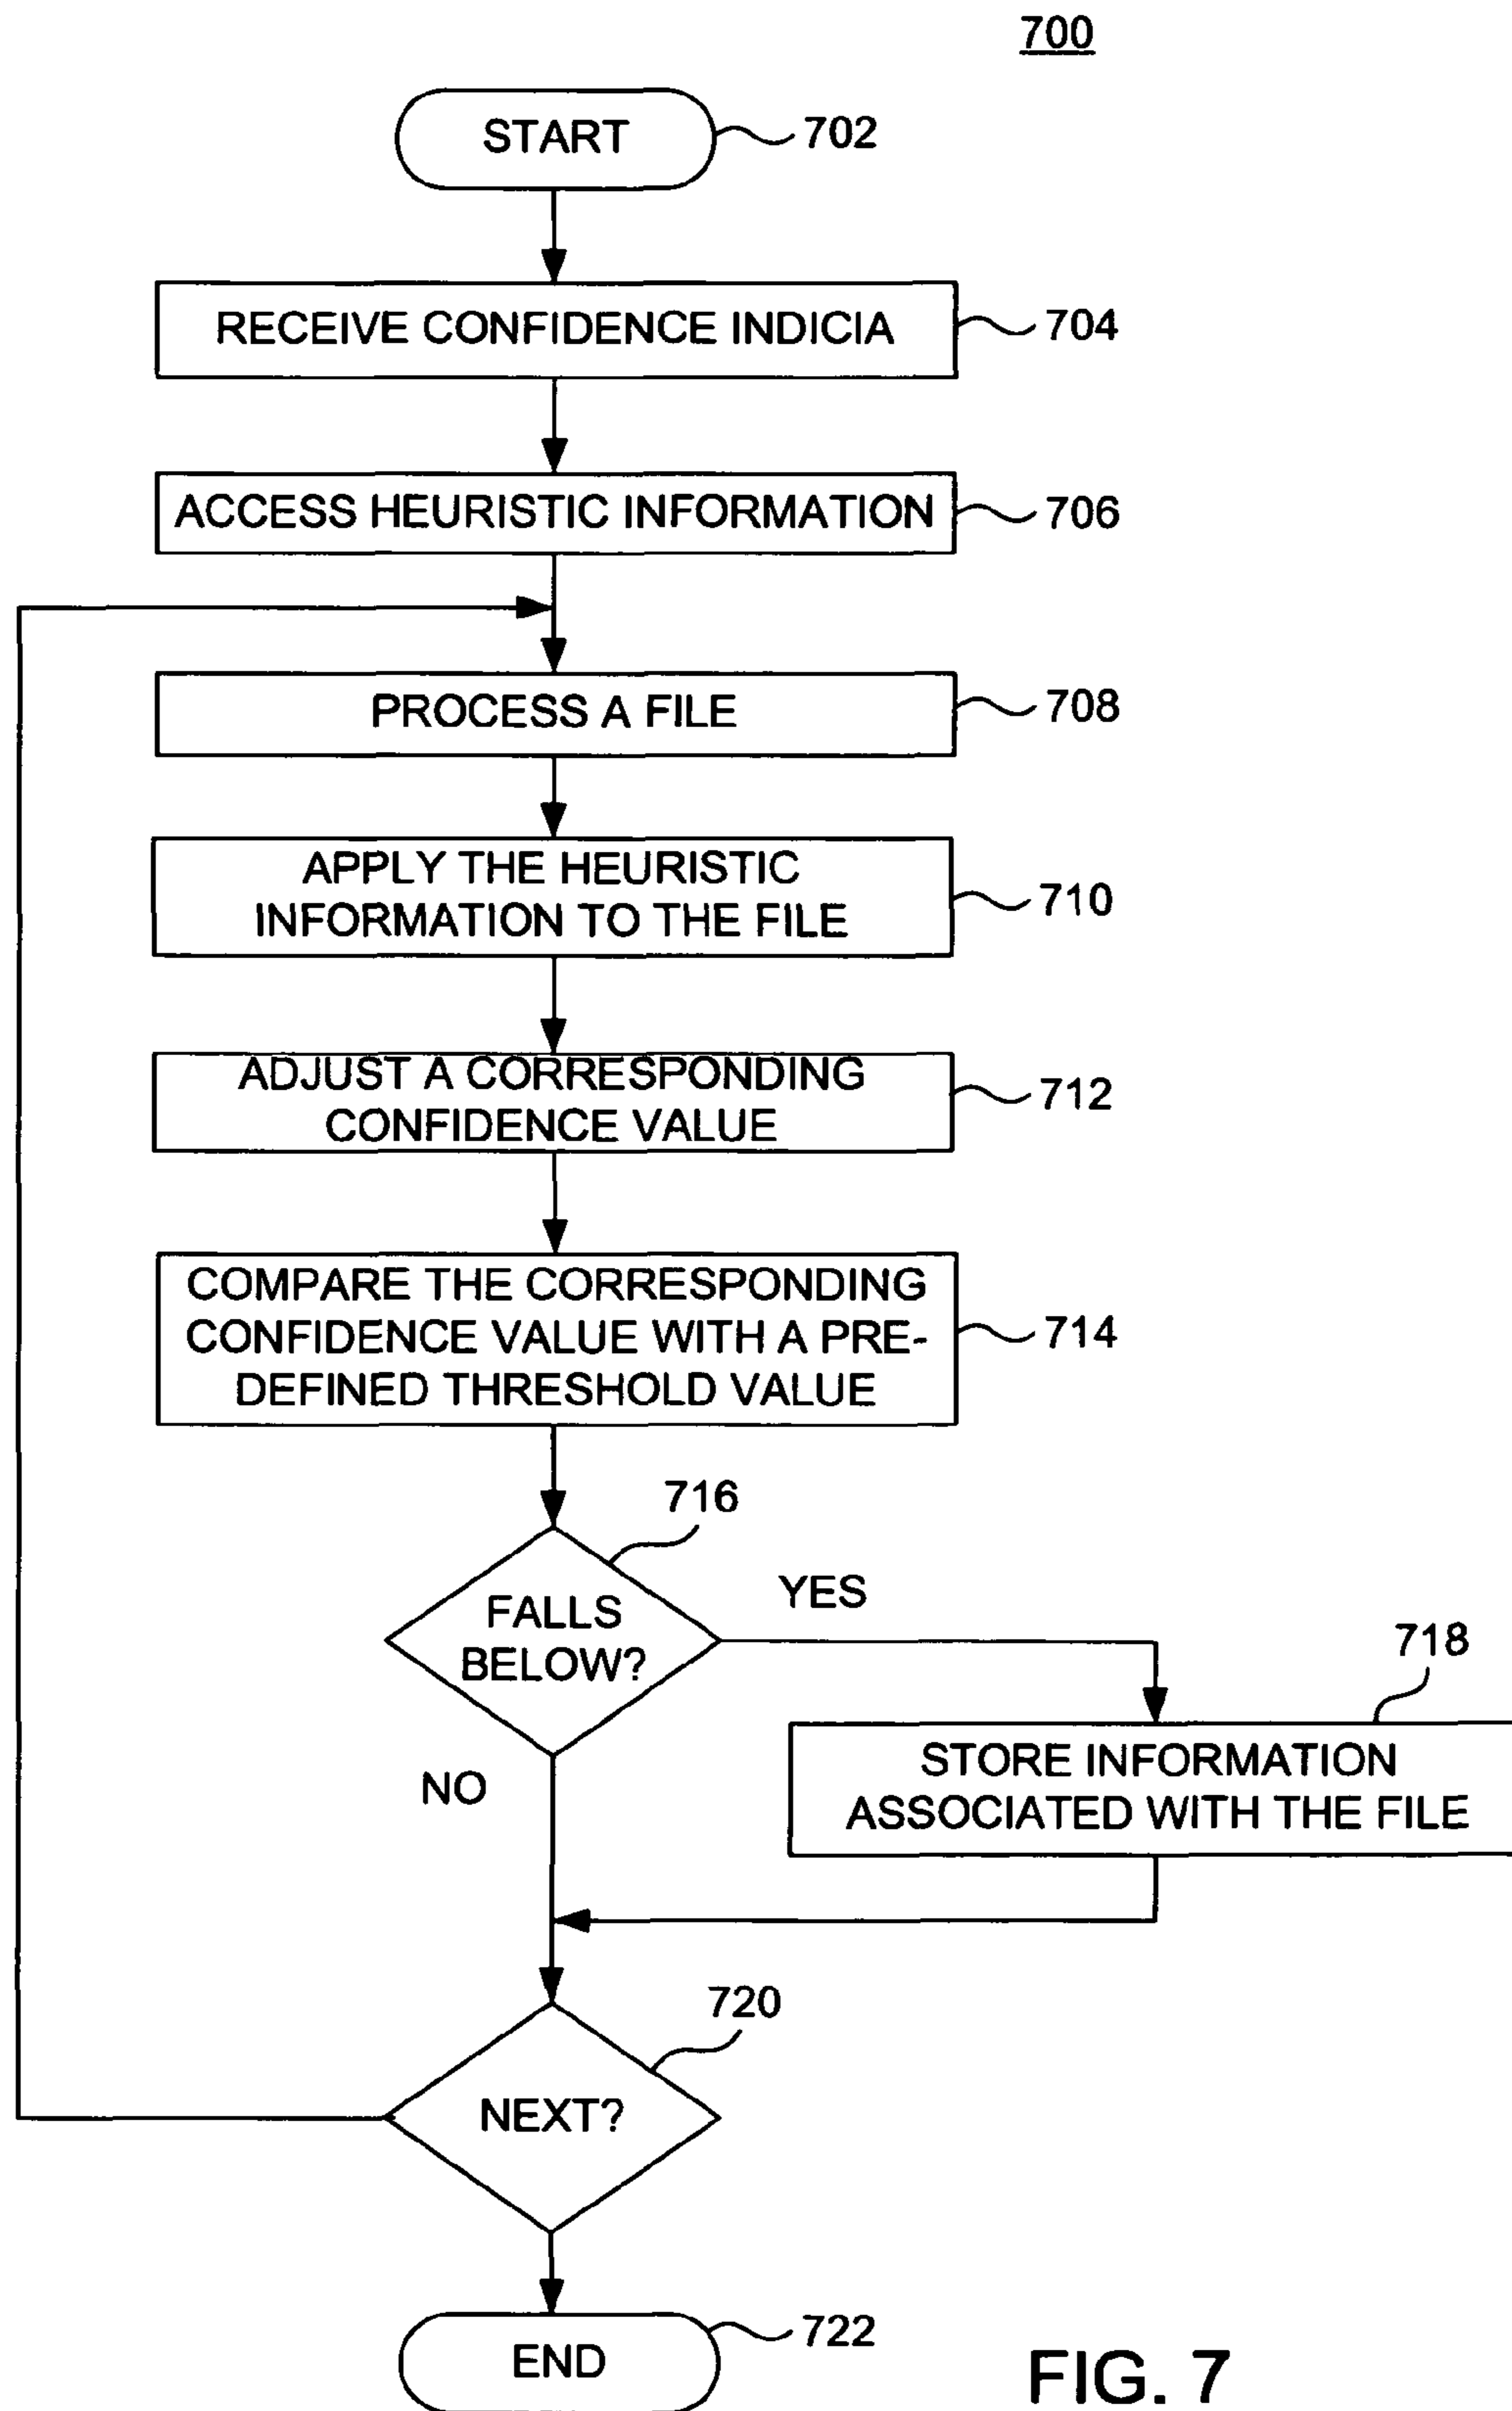 700
START
702
RECEIVE CONFIDENCE INDICIA
704
ACCESS HEURISTIC INFORMATION
706
PROCESS A FILE
708
APPLY THE HEURISTIC
INFORMATION TO THE FILE
710
ADJUST A CORRESPONDING
CONFIDENCE VALUE
712
COMPARE THE CORRESPONDING
CONFIDENCE VALUE WITH A PRE-
DEFINED THRESHOLD VALUE
714
716
FALLS
BELOW?
YES
718
STORE INFORMATION
ASSOCIATED WITH THE FILE
NO
720
NEXT?
END
722
FIG. 7